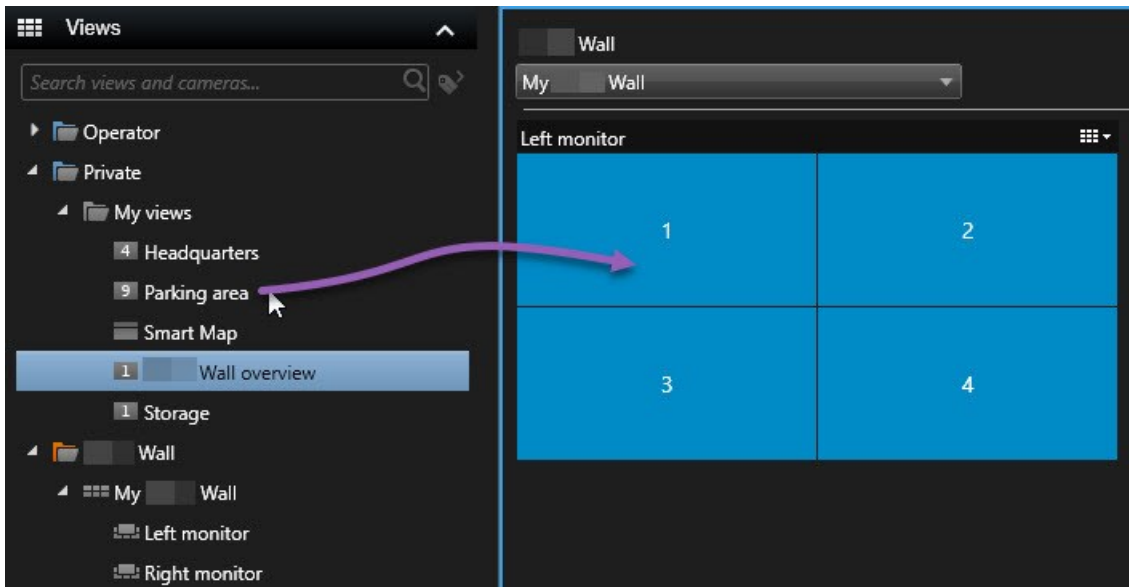 Views
Search views and cameras...
Operator
Private
My views
4 Headquarters
9 Parking area
Smart Map
1 Wall overview
1 Storage
Wall
My Wall
Left monitor
Right monitor
Wall
My Wall
Left monitor
1 2
3 4